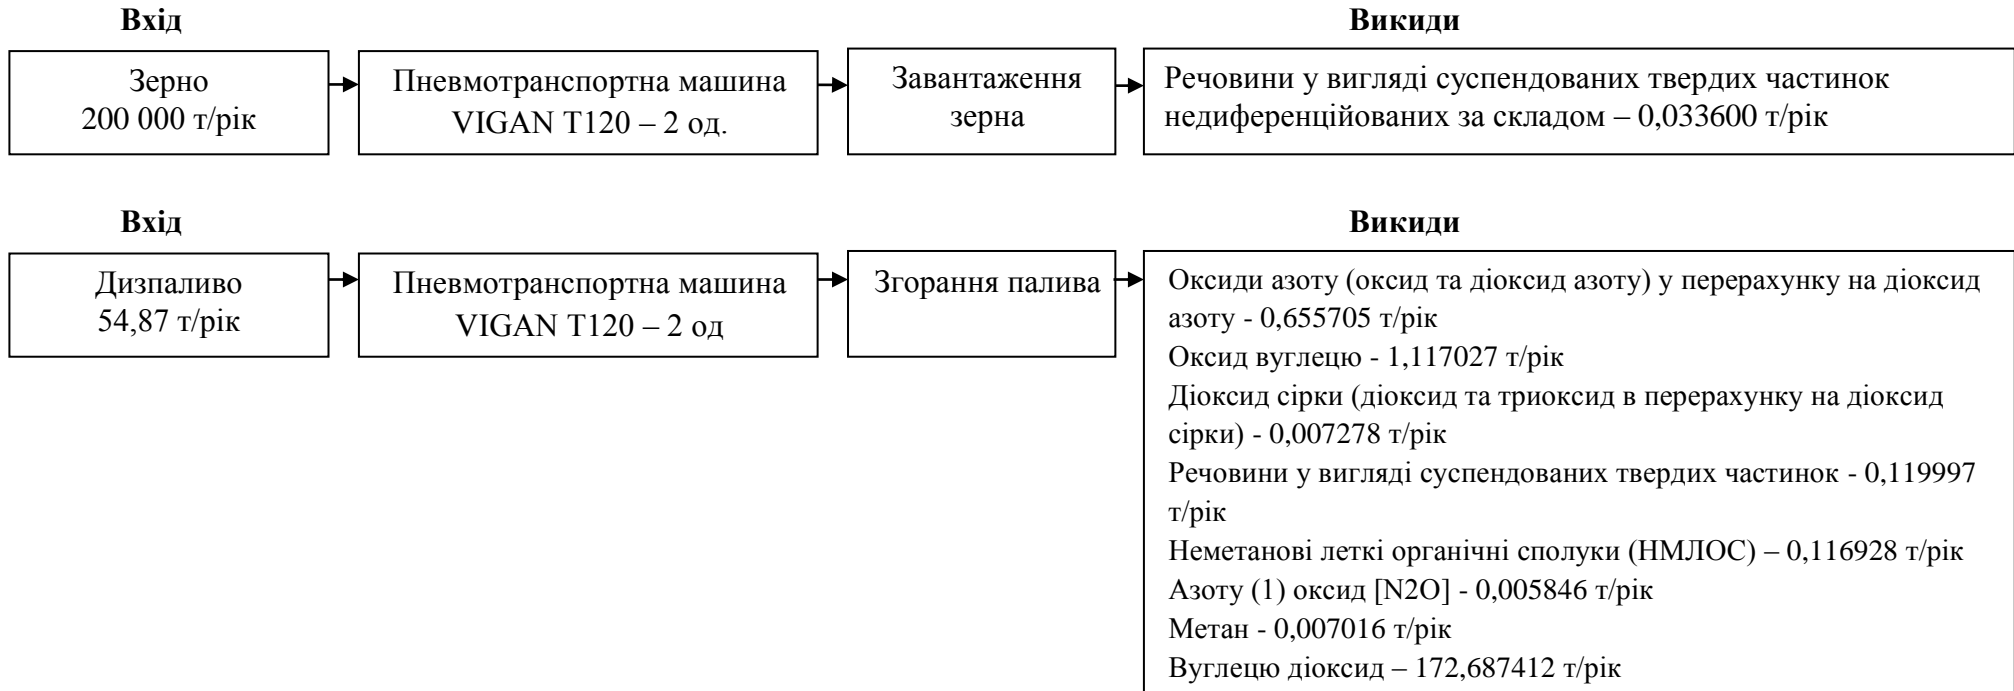 Вхід
Викиди
Зерно
200 000 т/рік
Пневмотранспортна машина
VIGAN T120 – 2 од.
Завантаження
зерна
Речовини у вигляді суспендованих твердих частинок
недиференційованих за складом – 0,033600 т/рік
Вхід
Викиди
Дизпаливо
54,87 т/рік
Пневмотранспортна машина
VIGAN T120 – 2 од
Згорання палива
Оксиди азоту (оксид та діоксид азоту) у перерахунку на діоксид
азоту - 0,655705 т/рік
Оксид вуглецю - 1,117027 т/рік
Діоксид сірки (діоксид та триоксид в перерахунку на діоксид
сірки) - 0,007278 т/рік
Речовини у вигляді суспендованих твердих частинок - 0,119997
т/рік
Неметанові леткі органічні сполуки (НМЛОС) – 0,116928 т/рік
Азоту (1) оксид [N2O] - 0,005846 т/рік
Метан - 0,007016 т/рік
Вуглецю діоксид – 172,687412 т/рік